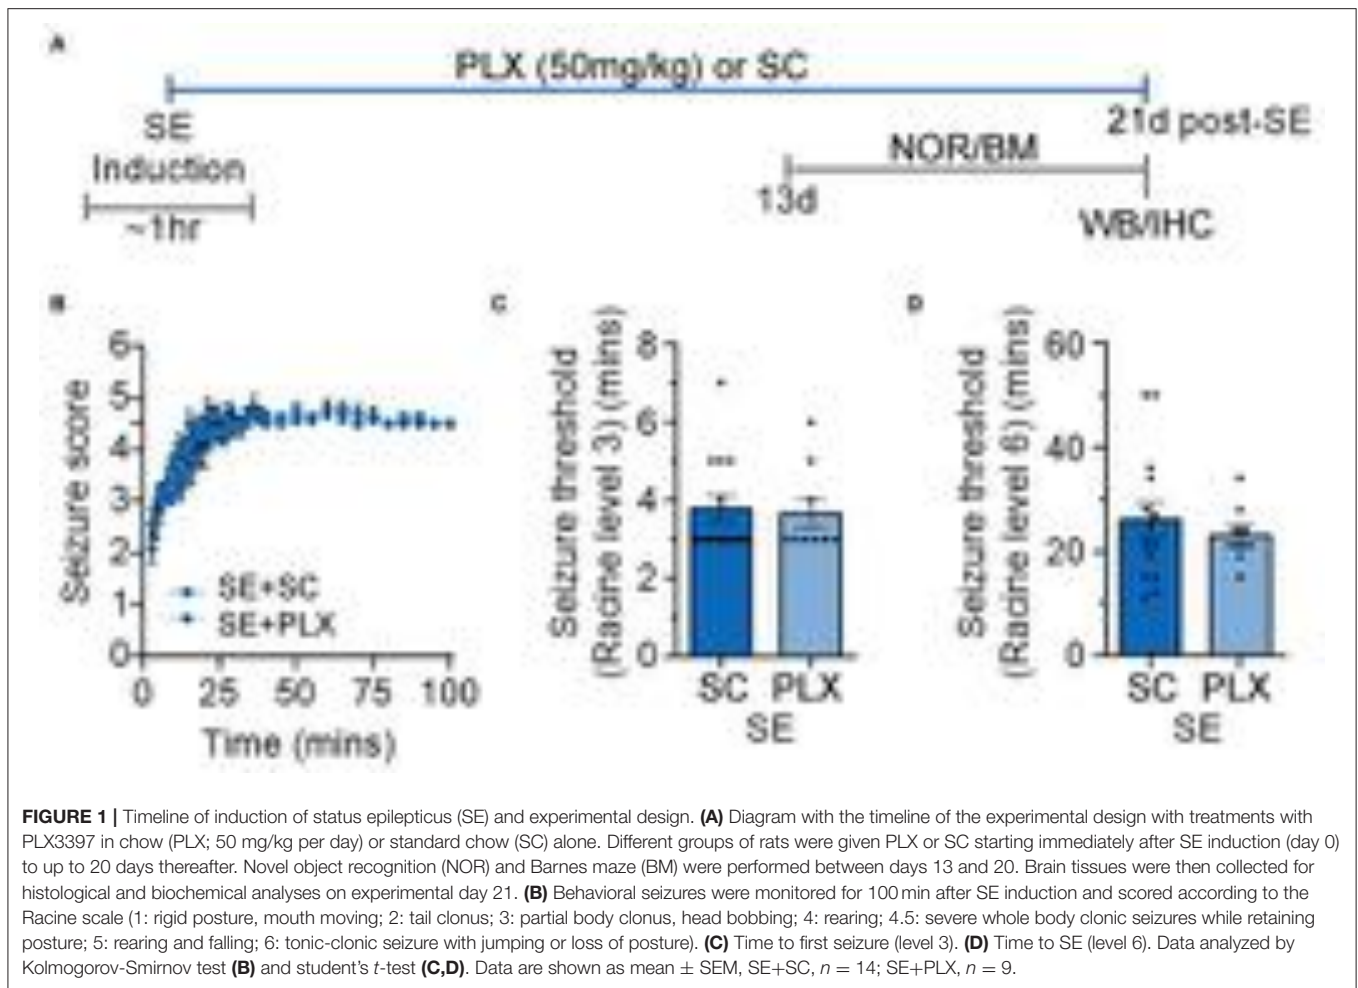 A
PLX (50mg/kg) or SC
SE
Induction
~1hr
21d post-SE
NOR/BM
13d
WB/IHC
B
Seizure score
6
5
4
3
2
1
0
SE+SC
SE+PLX
0 25 50 75 100
Time (mins)
C
Seizure threshold
(Racine level 3) (mins)
8
6
4
2
0
SC PLX
SE
D
Seizure threshold
(Racine level 6) (mins)
60
40
20
0
SC PLX
SE
FIGURE 1 | Timeline of induction of status epilepticus (SE) and experimental design. (A) Diagram with the timeline of the experimental design with treatments with
PLX3397 in chow (PLX; 50 mg/kg per day) or standard chow (SC) alone. Different groups of rats were given PLX or SC starting immediately after SE induction (day 0)
to up to 20 days thereafter. Novel object recognition (NOR) and Barnes maze (BM) were performed between days 13 and 20. Brain tissues were then collected for
histological and biochemical analyses on experimental day 21. (B) Behavioral seizures were monitored for 100 min after SE induction and scored according to the
Racine scale (1: rigid posture, mouth moving; 2: tail clonus; 3: partial body clonus, head bobbing; 4: rearing; 4.5: severe whole body clonic seizures while retaining
posture; 5: rearing and falling; 6: tonic-clonic seizure with jumping or loss of posture). (C) Time to first seizure (level 3). (D) Time to SE (level 6). Data analyzed by
Kolmogorov-Smirnov test (B) and student's t-test (C,D). Data are shown as mean ± SEM, SE+SC, n = 14; SE+PLX, n = 9.